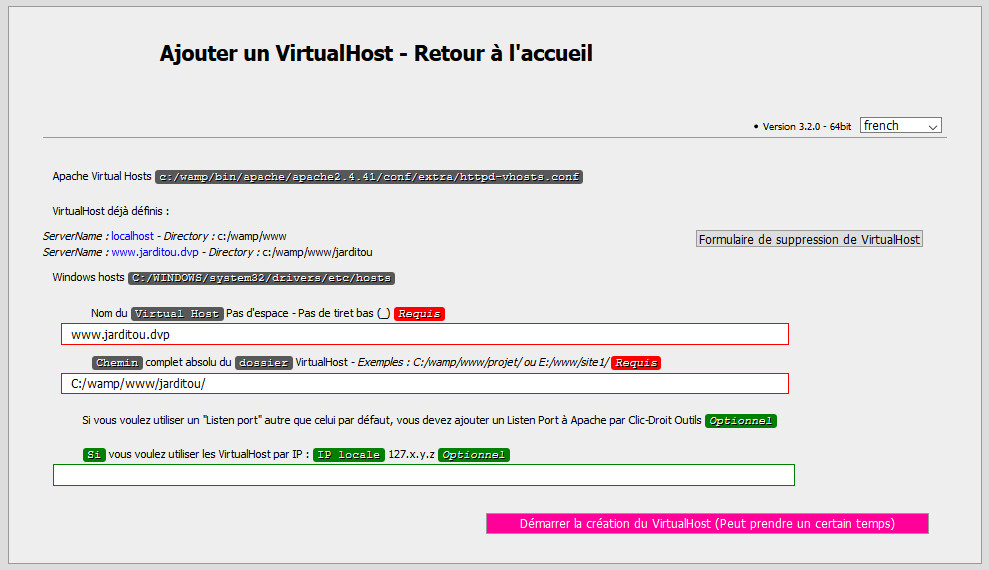 Ajouter un VirtualHost - Retour à l'accueil
• Version 3.2.0 - 64bit french
Apache Virtual Hosts c:/wamp/bin/apache/apache2.4.41/conf/extra/httpd-vhosts.conf
VirtualHost déjà définis :
ServerName : localhost - Directory : c:/wamp/www
ServerName : www.jarditou.dvp - Directory : c:/wamp/www/jarditou
Formulaire de suppression de VirtualHost
Windows hosts C:/WINDOWS/system32/drivers/etc/hosts
Nom du Virtual Host Pas d'espace - Pas de tiret bas (_) Requis
www.jarditou.dvp
Chemin complet absolu du dossier VirtualHost - Exemples : C:/wamp/www/projet/ ou E:/www/site1/ Requis
C:/wamp/www/jarditou/
Si vous voulez utiliser un "Listen port" autre que celui par défaut, vous devez ajouter un Listen Port à Apache par Clic-Droit Outils Optionnel
Si vous voulez utiliser les VirtualHost par IP : IP locale 127.x.y.z Optionnel
Démarrer la création du VirtualHost (Peut prendre un certain temps)